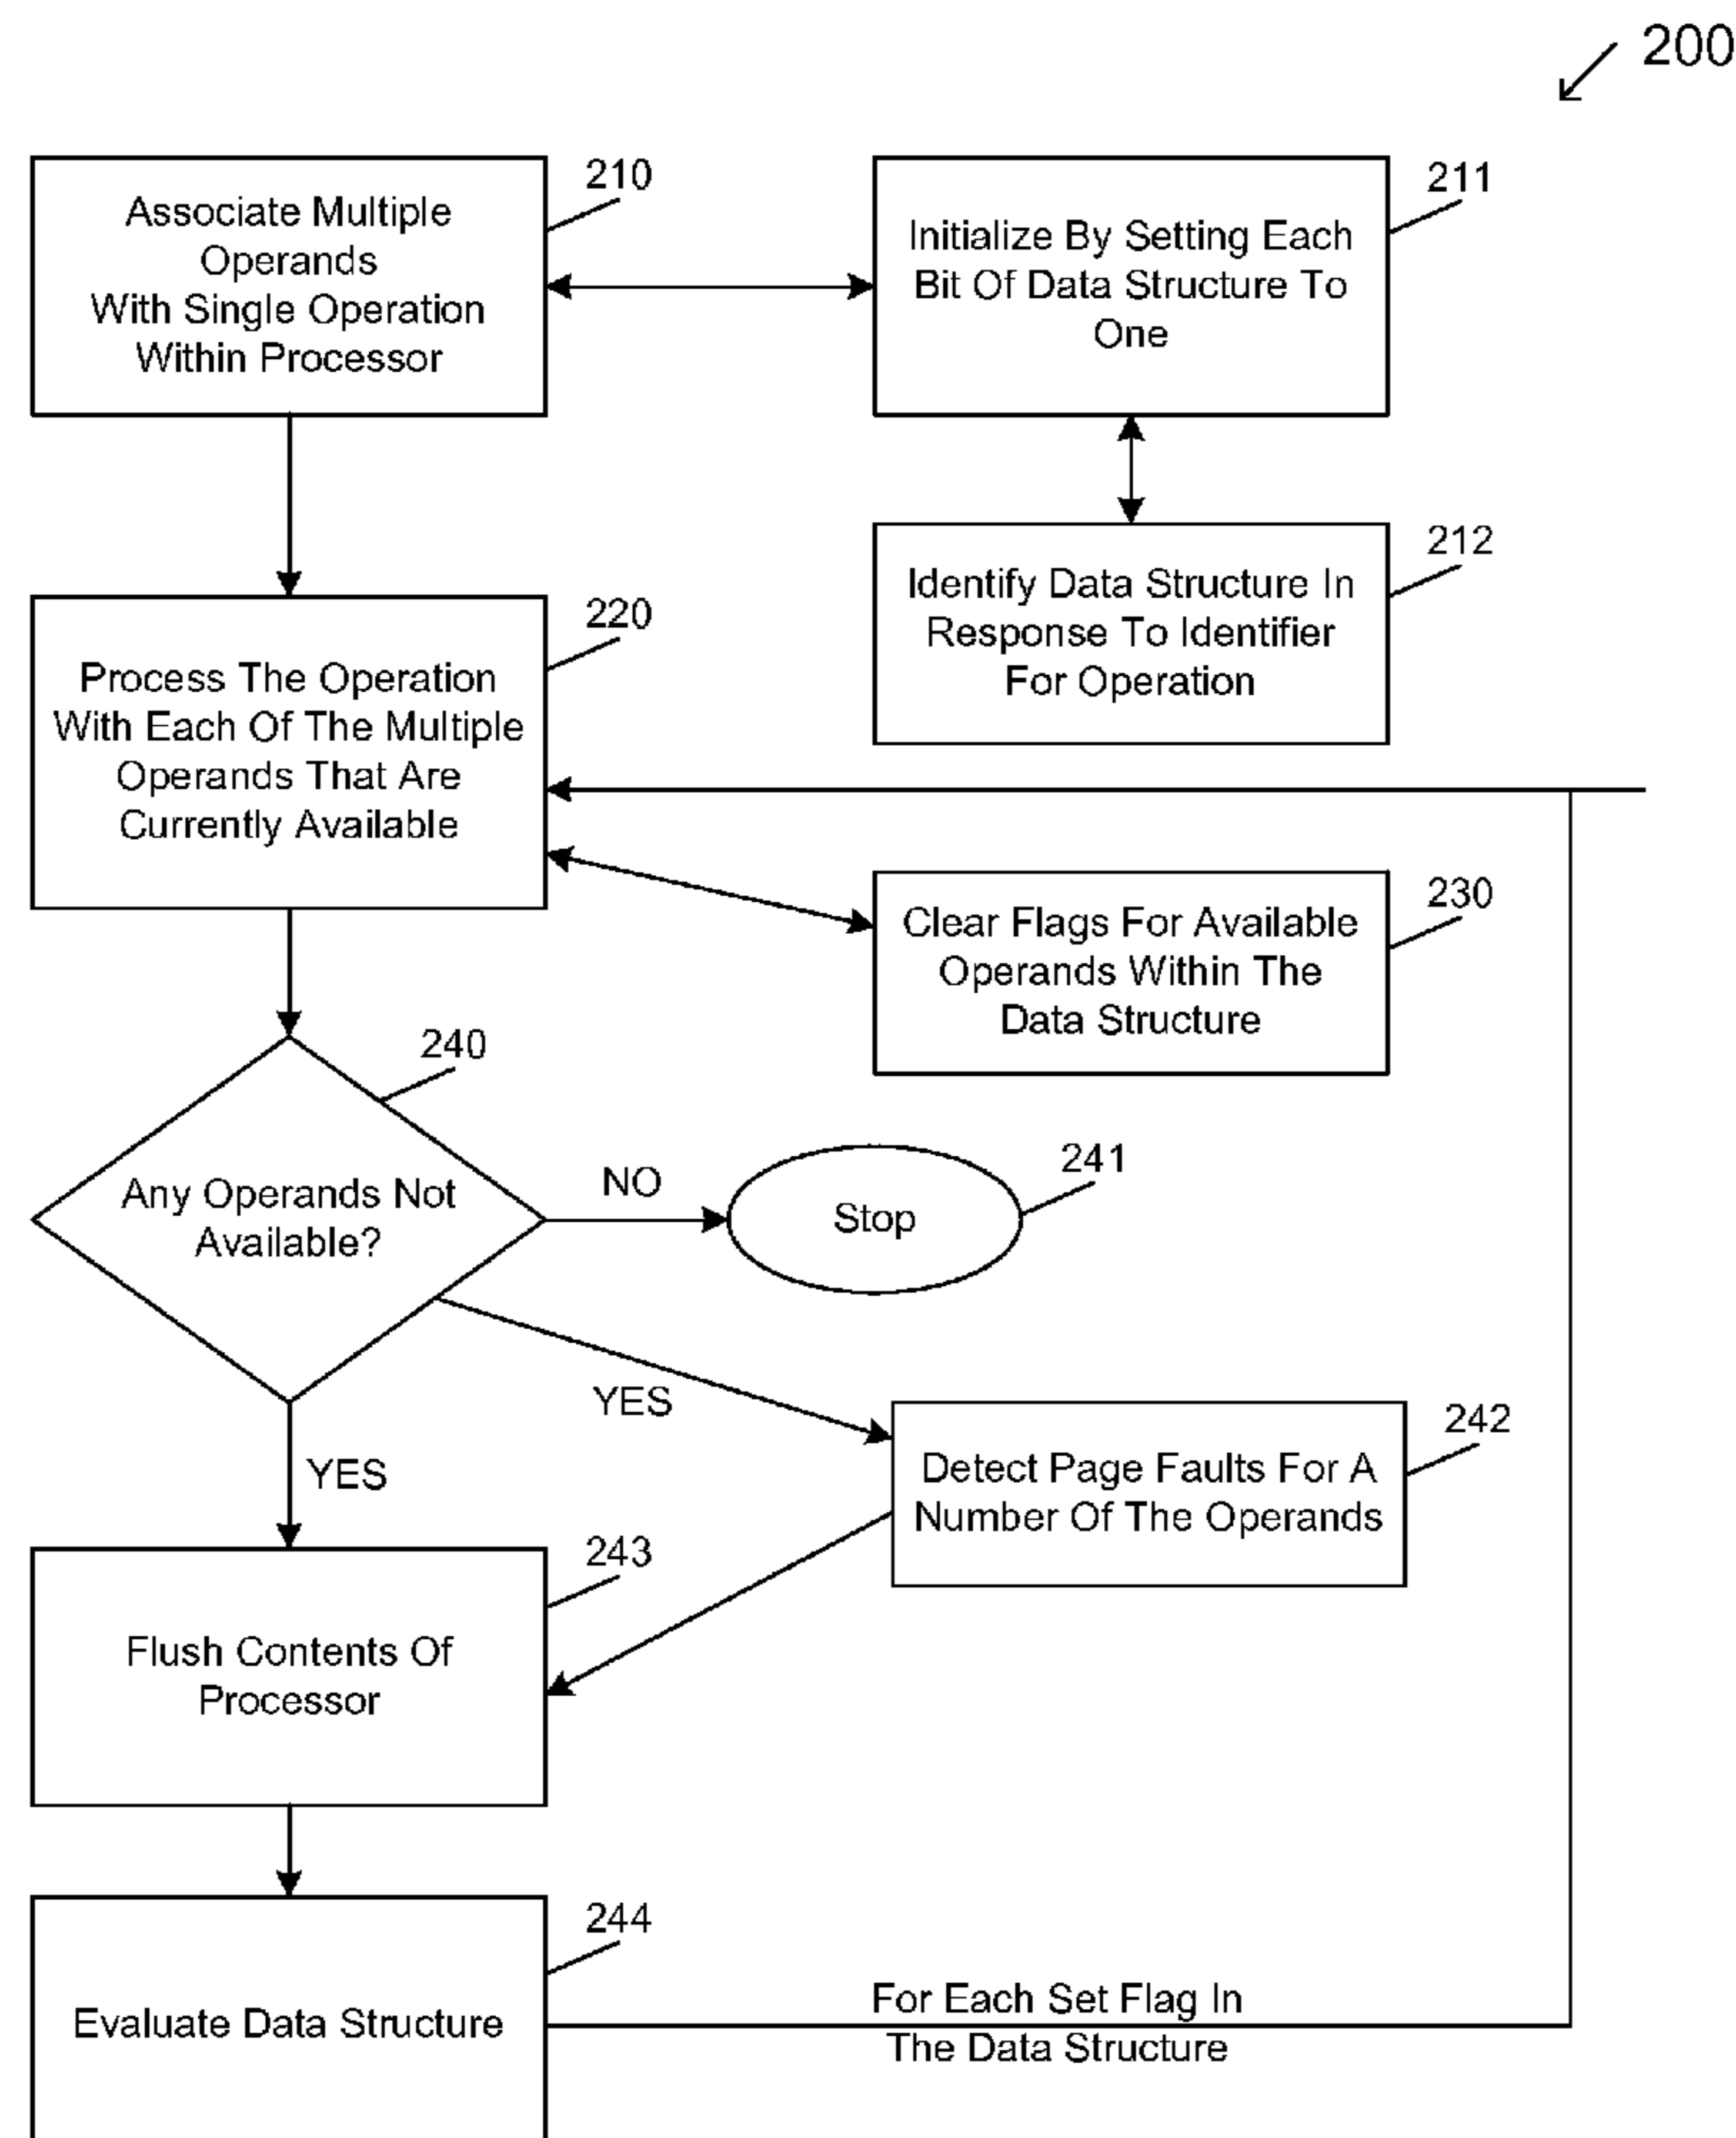 200
210
Associate Multiple
Operands
With Single Operation
Within Processor
211
Initialize By Setting Each
Bit Of Data Structure To
One
212
Identify Data Structure In
Response To Identifier
For Operation
220
Process The Operation
With Each Of The Multiple
Operands That Are
Currently Available
230
Clear Flags For Available
Operands Within The
Data Structure
240
Any Operands Not
Available?
NO
241
Stop
YES
242
Detect Page Faults For A
Number Of The Operands
YES
243
Flush Contents Of
Processor
244
Evaluate Data Structure
For Each Set Flag In
The Data Structure